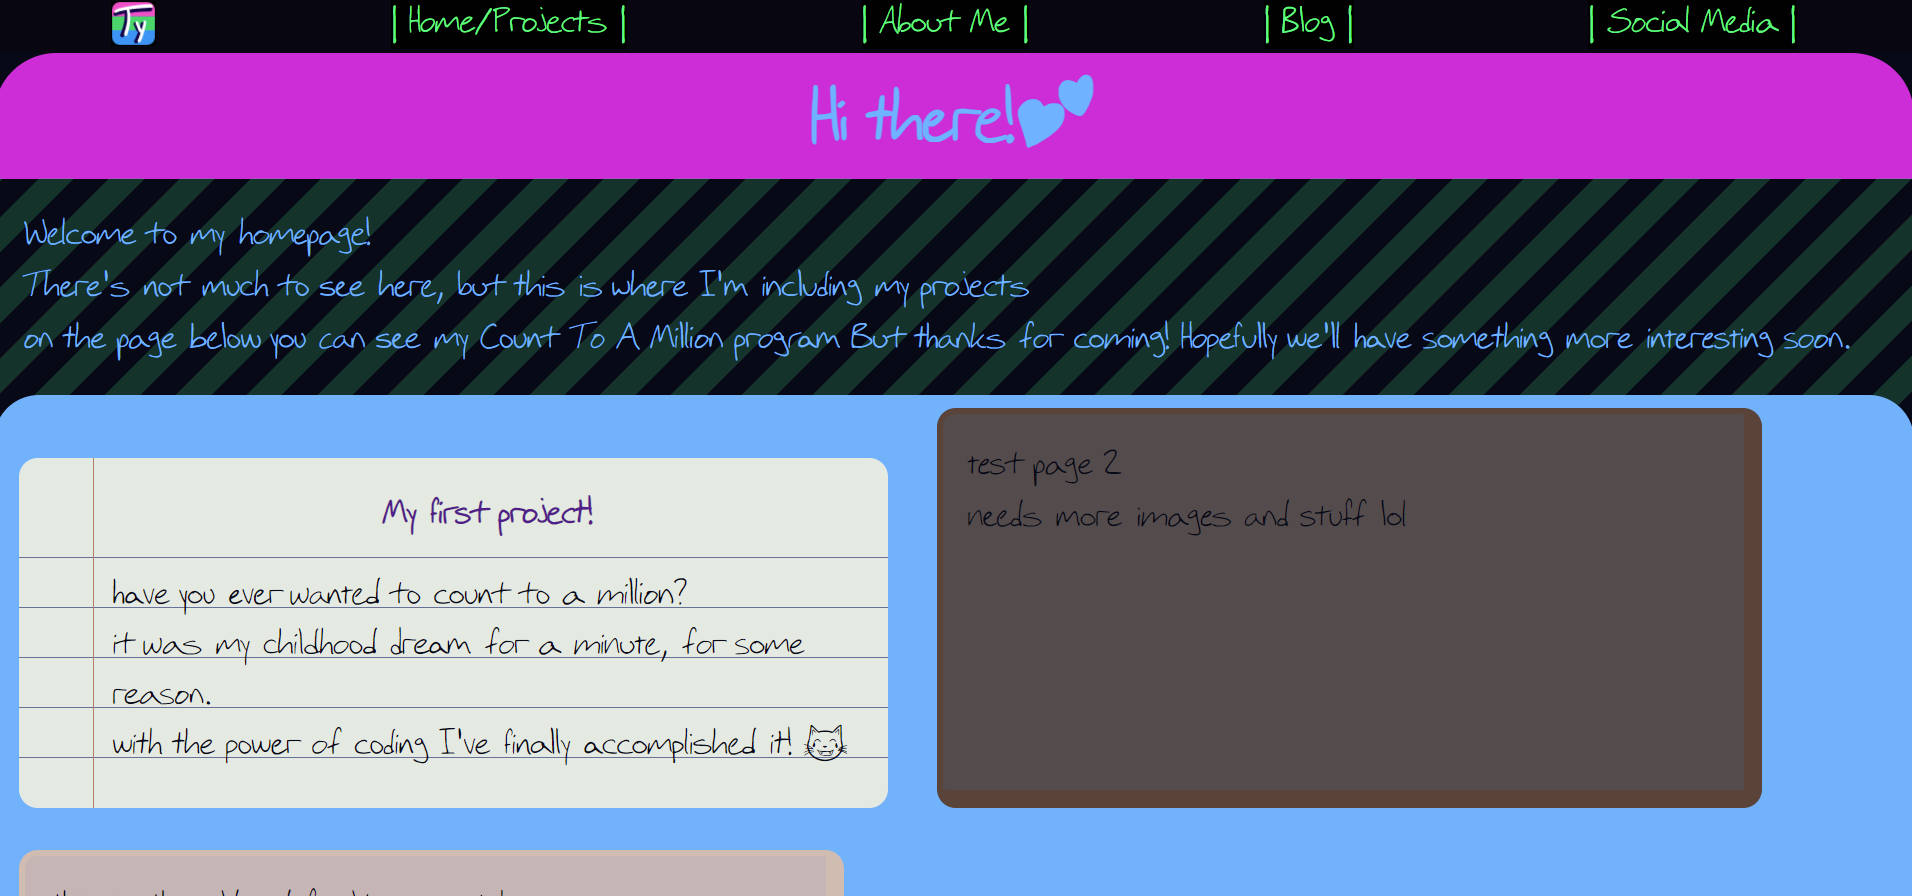 Ty
| Home/Projects | | About Me | | Blog | | Social Media |
Hi there!💕
Welcome to my homepage!
There's not much to see here, but this is where I'm including my projects
on the page below you can see my Count To A Million program But thanks for coming! Hopefully we'll have something more interesting soon.
My first project!
have you ever wanted to count to a million?
it was my childhood dream for a minute, for some
reason.
with the power of coding I've finally accomplished it! 😸
test page 2
needs more images and stuff lol